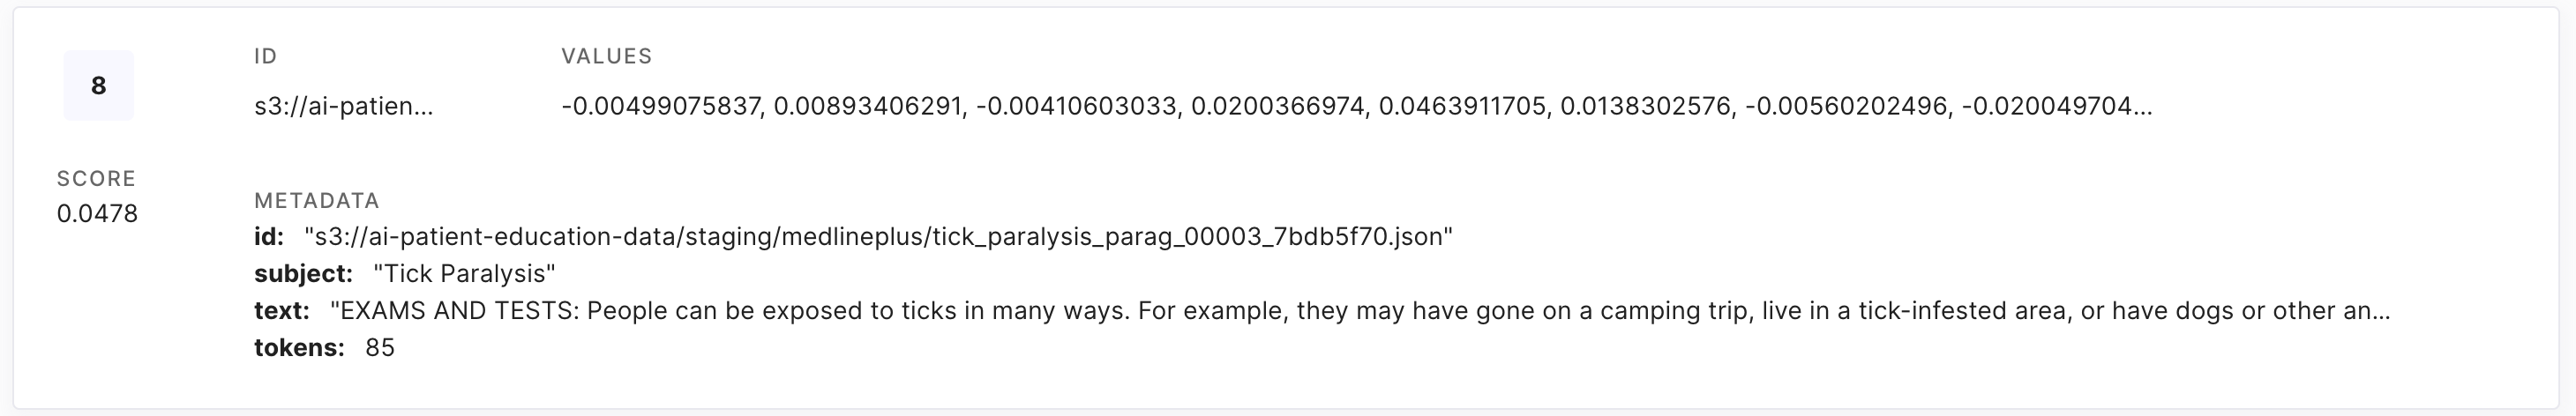 8
SCORE
0.0478
ID
s3://ai-patien...
VALUES
-0.00499075837, 0.00893406291, -0.00410603033, 0.0200366974, 0.0463911705, 0.0138302576, -0.00560202496, -0.020049704...
METADATA
id: "s3://ai-patient-education-data/staging/medlineplus/tick_paralysis_parag_00003_7bdb5f70.json"
subject: "Tick Paralysis"
text: "EXAMS AND TESTS: People can be exposed to ticks in many ways. For example, they may have gone on a camping trip, live in a tick-infested area, or have dogs or other an...
tokens: 85